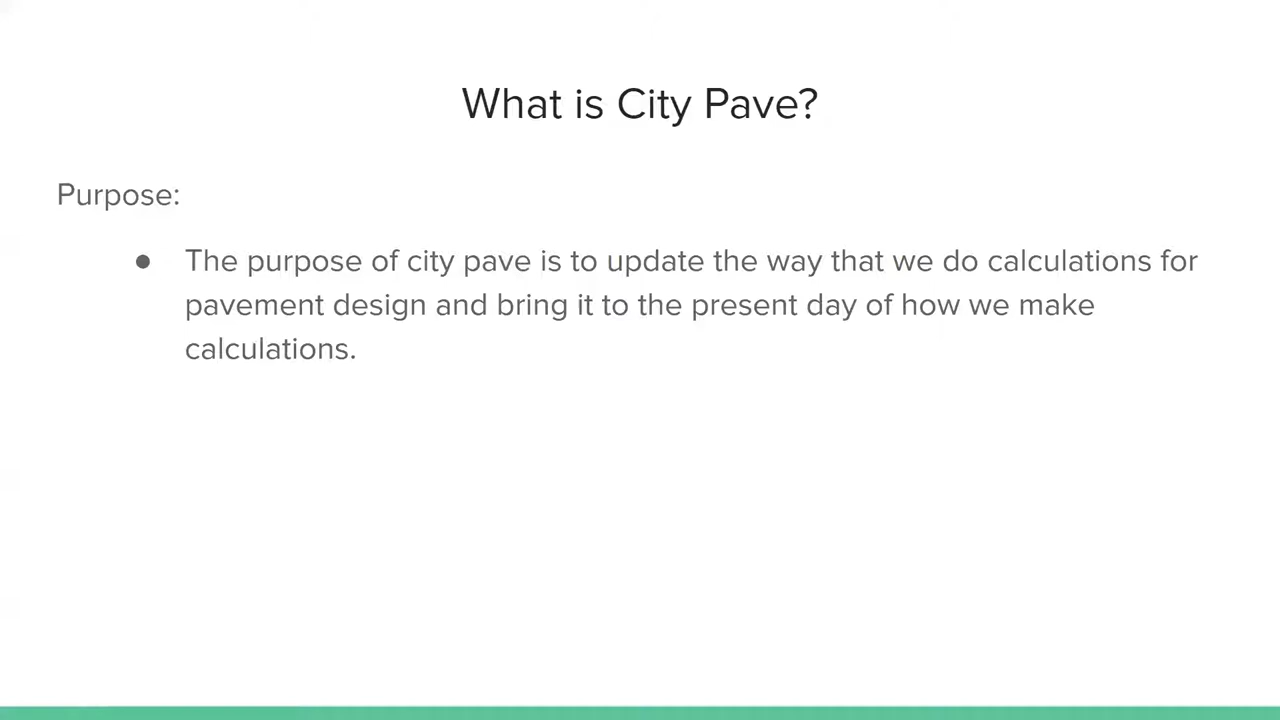 What is City Pave?
Purpose:
● The purpose of city pave is to update the way that we do calculations for
pavement design and bring it to the present day of how we make
calculations.